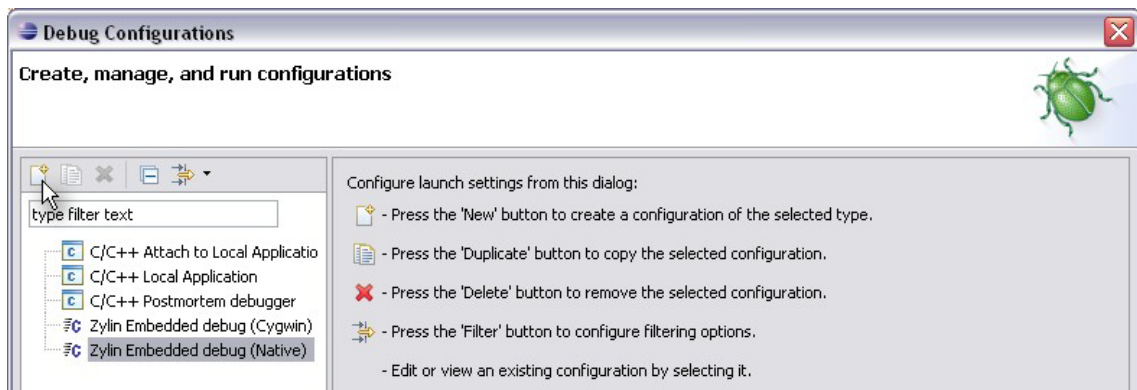 Debug Configurations
Create, manage, and run configurations
type filter text
C/C++ Attach to Local Applicatio
C/C++ Local Application
C/C++ Postmortem debugger
Zylin Embedded debug (Cygwin)
Zylin Embedded debug (Native)
Configure launch settings from this dialog:
- Press the 'New' button to create a configuration of the selected type.
- Press the 'Duplicate' button to copy the selected configuration.
- Press the 'Delete' button to remove the selected configuration.
- Press the 'Filter' button to configure filtering options.
- Edit or view an existing configuration by selecting it.